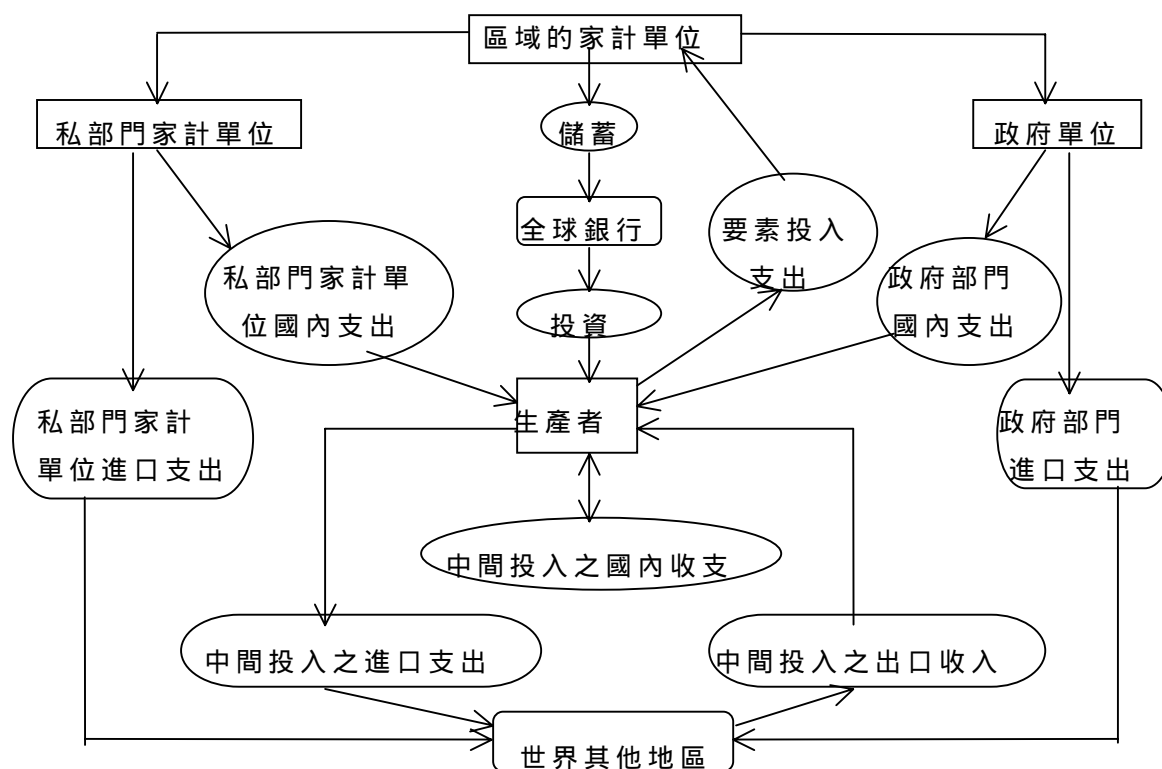 區域的家計單位
私部門家計單位
儲蓄
政府單位
全球銀行
要素投入
支出
私部門家計單
位國內支出
政府部門
國內支出
投資
生產者
私部門家計
單位進口支出
政府部門
進口支出
中間投入之國內收支
中間投入之進口支出
中間投入之出口收入
世界其他地區